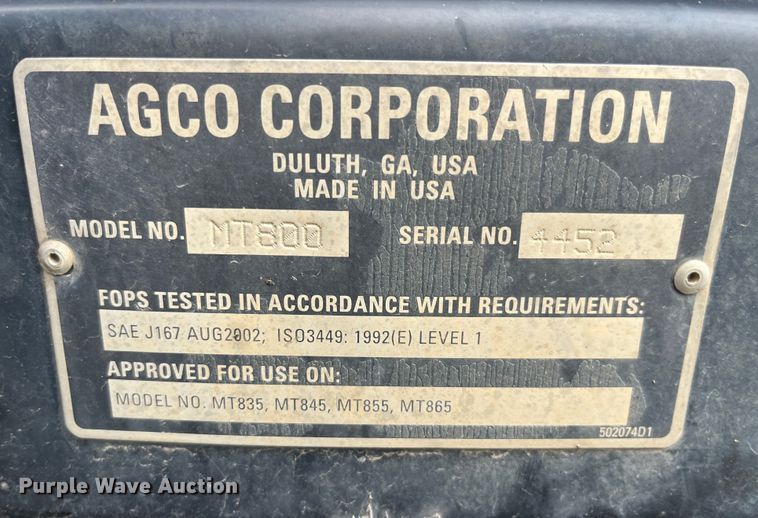 AGCO CORPORATION
DULUTH, GA, USA
MADE IN USA
MODEL NO. MT800 SERIAL NO. 4452
FOPS TESTED IN ACCORDANCE WITH REQUIREMENTS:
SAE J167 AUG2002; ISO3449: 1992(E) LEVEL 1
APPROVED FOR USE ON:
MODEL NO. MT835, MT845, MT855, MT865
502074D1
Purple Wave Auction